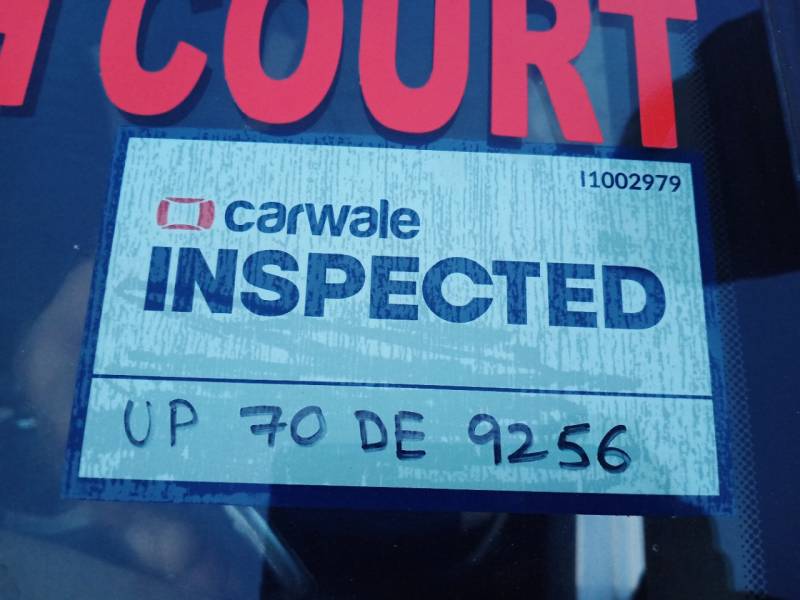 H COURT
I1002979
carwale
INSPECTED
UP 70 DE 9256